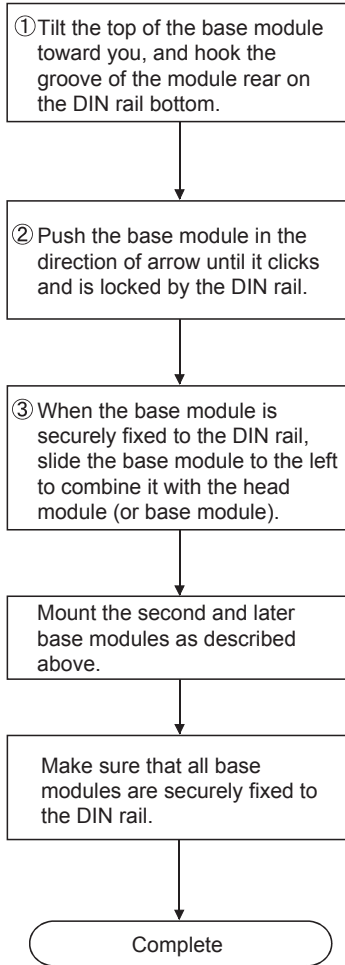 ①Tilt the top of the base module
toward you, and hook the
groove of the module rear on
the DIN rail bottom.
② Push the base module in the
direction of arrow until it clicks
and is locked by the DIN rail.
③ When the base module is
securely fixed to the DIN rail,
slide the base module to the left
to combine it with the head
module (or base module).
Mount the second and later
base modules as described
above.
Make sure that all base
modules are securely fixed to
the DIN rail.
Complete